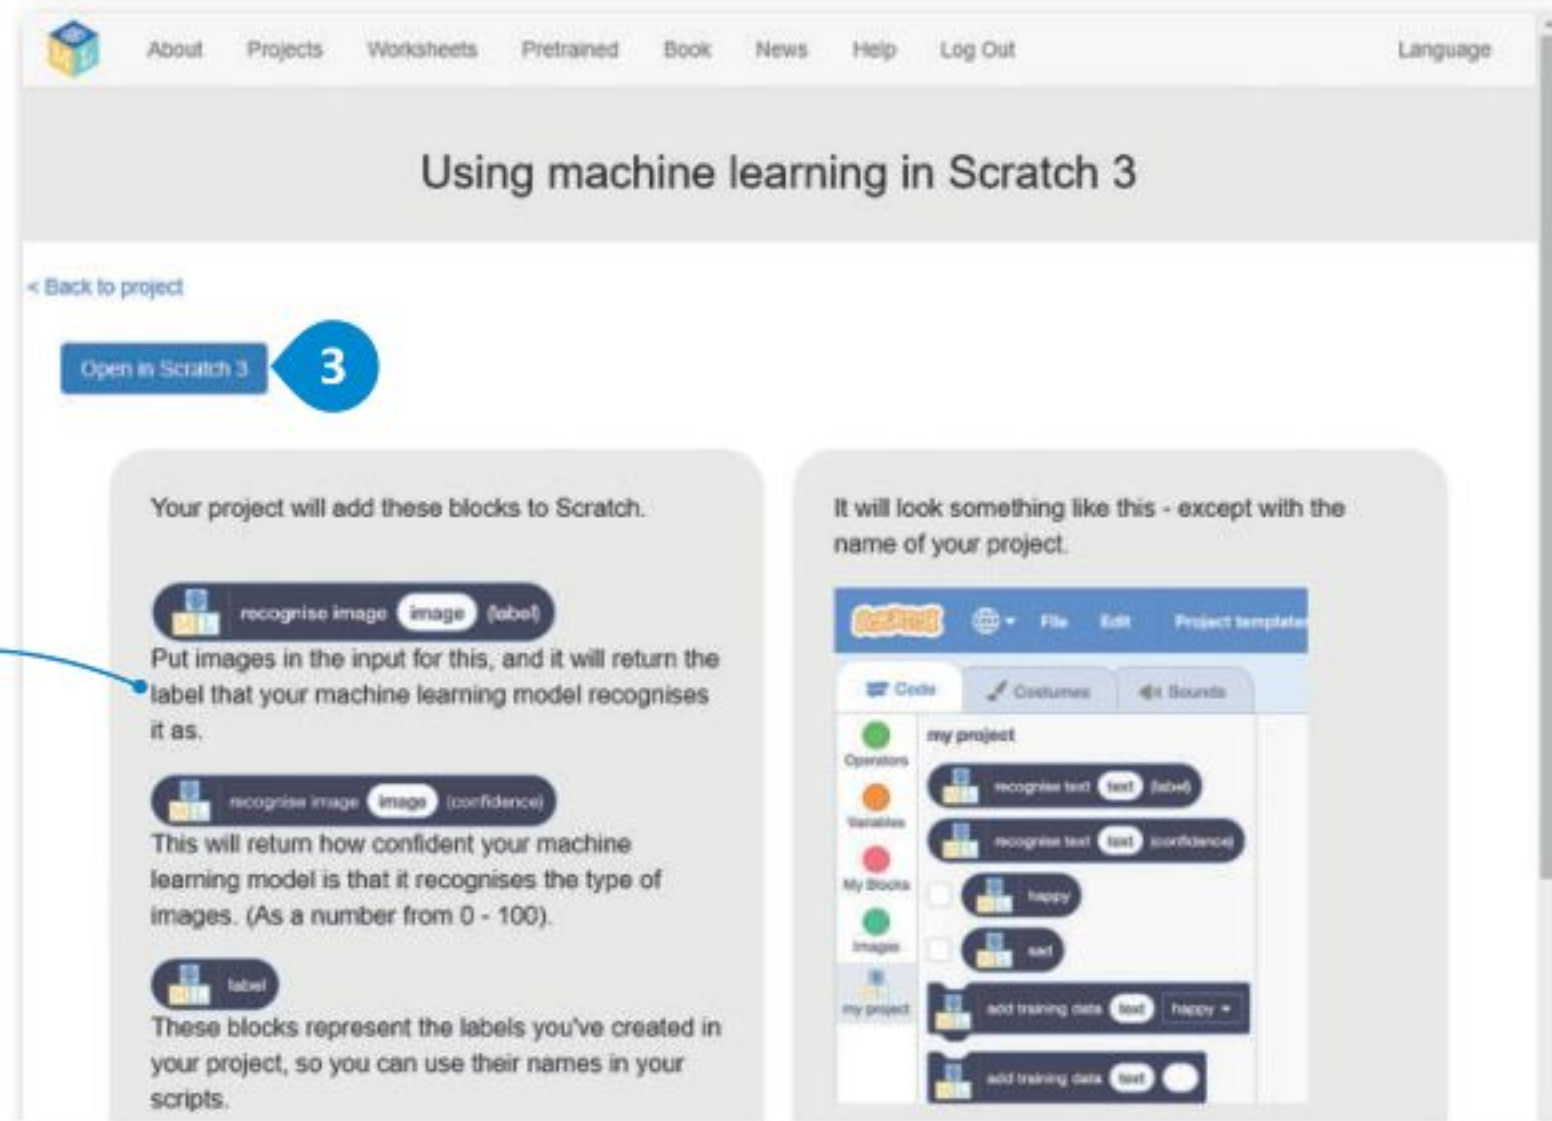 About Projects Worksheets Pretrained Book News Help Log Out Language
Using machine learning in Scratch 3
< Back to project
Open in Scratch 3
3
Your project will add these blocks to Scratch.
recognise image image (label)
Put images in the input for this, and it will return the
label that your machine learning model recognises
it as.
recognise image image (confidence)
This will return how confident your machine
learning model is that it recognises the type of
images. (As a number from 0 - 100).
label
These blocks represent the labels you've created in
your project, so you can use their names in your
scripts.
It will look something like this - except with the
name of your project.
SCRATCH File Edit Project templates
Code Costumes Sounds
Operators
Variables
My Blocks
Images
my project
my project
recognise text text (label)
recognise text text (confidence)
happy
sad
add training data text happy
add training data text